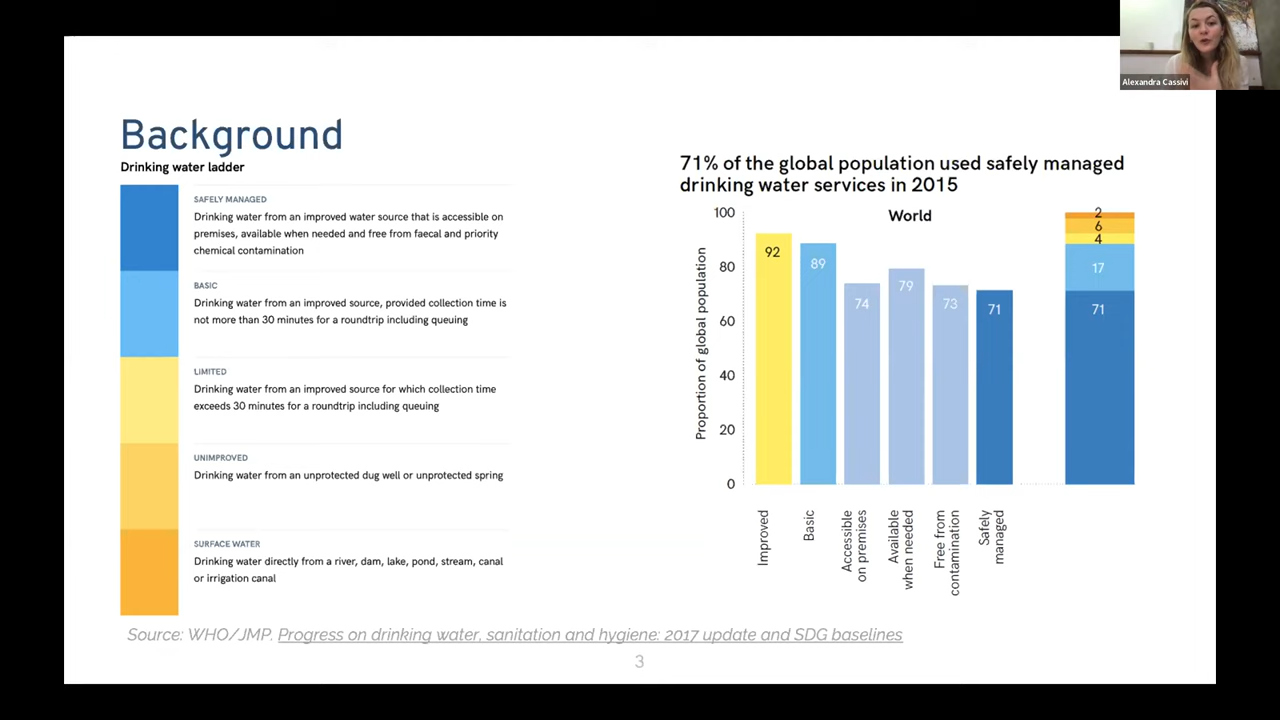 Alexandra Cassivi
Background
Drinking water ladder
SAFELY MANAGED
Drinking water from an improved water source that is accessible on
premises, available when needed and free from faecal and priority
chemical contamination
BASIC
Drinking water from an improved source, provided collection time is
not more than 30 minutes for a roundtrip including queuing
LIMITED
Drinking water from an improved source for which collection time
exceeds 30 minutes for a roundtrip including queuing
UNIMPROVED
Drinking water from an unprotected dug well or unprotected spring
SURFACE WATER
Drinking water directly from a river, dam, lake, pond, stream, canal
or irrigation canal
71% of the global population used safely managed
drinking water services in 2015
World
Proportion of global population
100
80
60
40
20
0
92
89
74
79
73
71
2
6
4
17
71
Improved
Basic
Accessible
on premises
Available
when needed
Free from
contamination
Safely
managed
Source: WHO/JMP. Progress on drinking water, sanitation and hygiene: 2017 update and SDG baselines
3